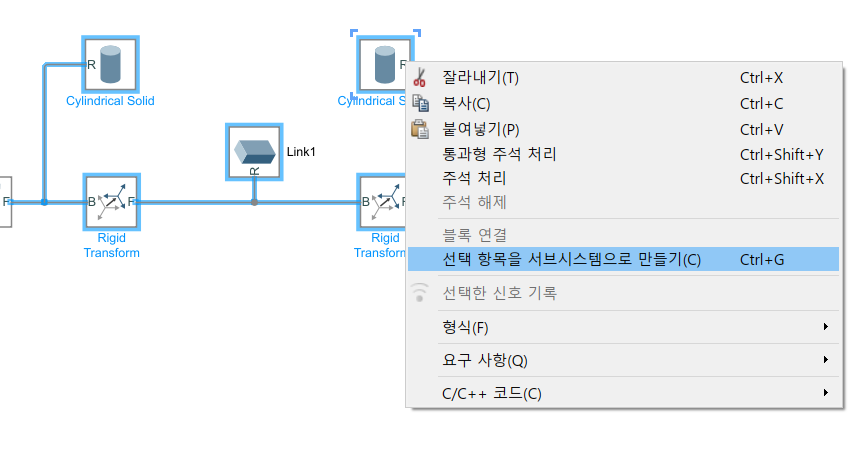 R
Cylindrical Solid
R
Cylindrical S
Link1
R
F
B
F
Rigid
Transform
B
F
Rigid
Transform
잘라내기(T) Ctrl+X
복사(C) Ctrl+C
붙여넣기(P) Ctrl+V
통과형 주석 처리 Ctrl+Shift+Y
주석 처리 Ctrl+Shift+X
주석 해제
블록 연결
선택 항목을 서브시스템으로 만들기(C) Ctrl+G
선택한 신호 기록
형식(F)
요구 사항(Q)
C/C++ 코드(C)